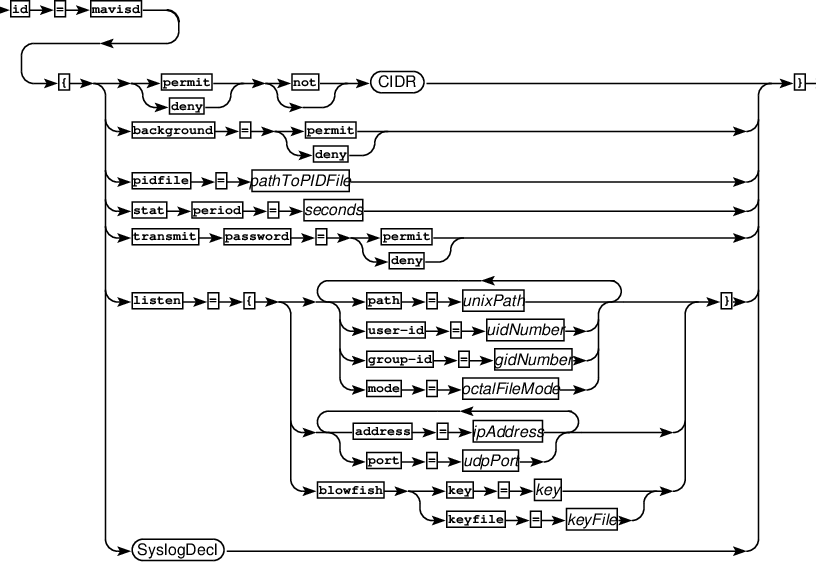 id = mavisd
{ permit not CIDR }
deny
background = permit
deny
pidfile = pathToPIDFile
stat period = seconds
transmit password = permit
deny
listen = { path = unixPath }
user-id = uidNumber
group-id = gidNumber
mode = octalFileMode
address = ipAddress
port = udpPort
blowfish key = key
keyfile = keyFile
SyslogDecl